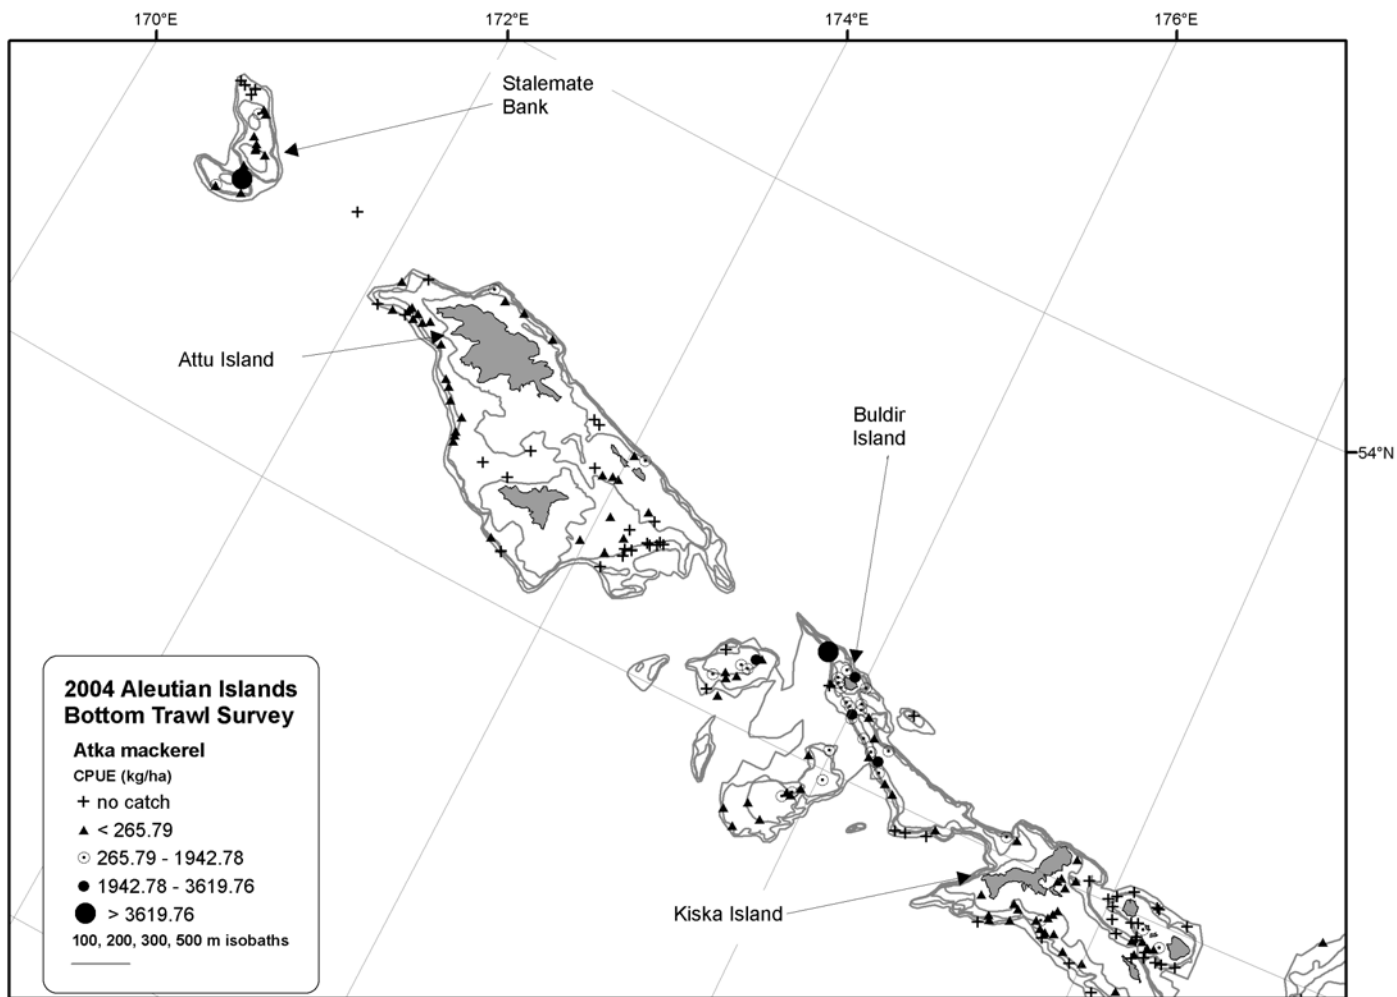 170°E
172°E
174°E
176°E
Stalemate
Bank
Attu Island
Buldir
Island
54°N
Kiska Island
2004 Aleutian Islands
Bottom Trawl Survey
Atka mackerel
CPUE (kg/ha)
no catch
< 265.79
265.79 - 1942.78
1942.78 - 3619.76
> 3619.76
100, 200, 300, 500 m isobaths